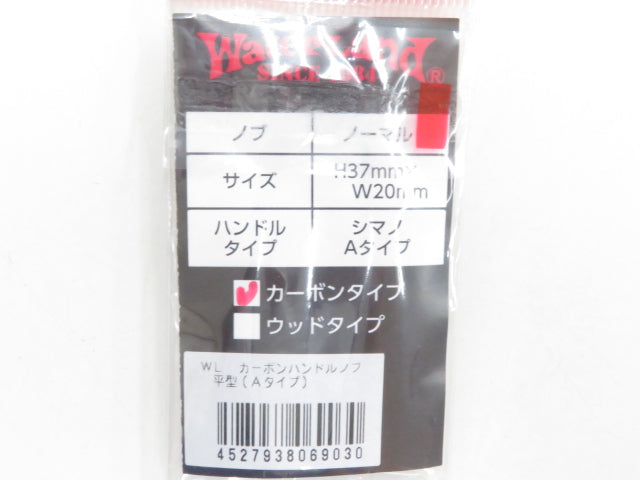 WaterLand
SINCE 1984
®
ノブ ノーマル
サイズ H37mm×
W20mm
ハンドル シマノ
タイプ Aタイプ
カーボンタイプ
ウッドタイプ
WL カーボンハンドルノブ
平型(Aタイプ)
4527938069030